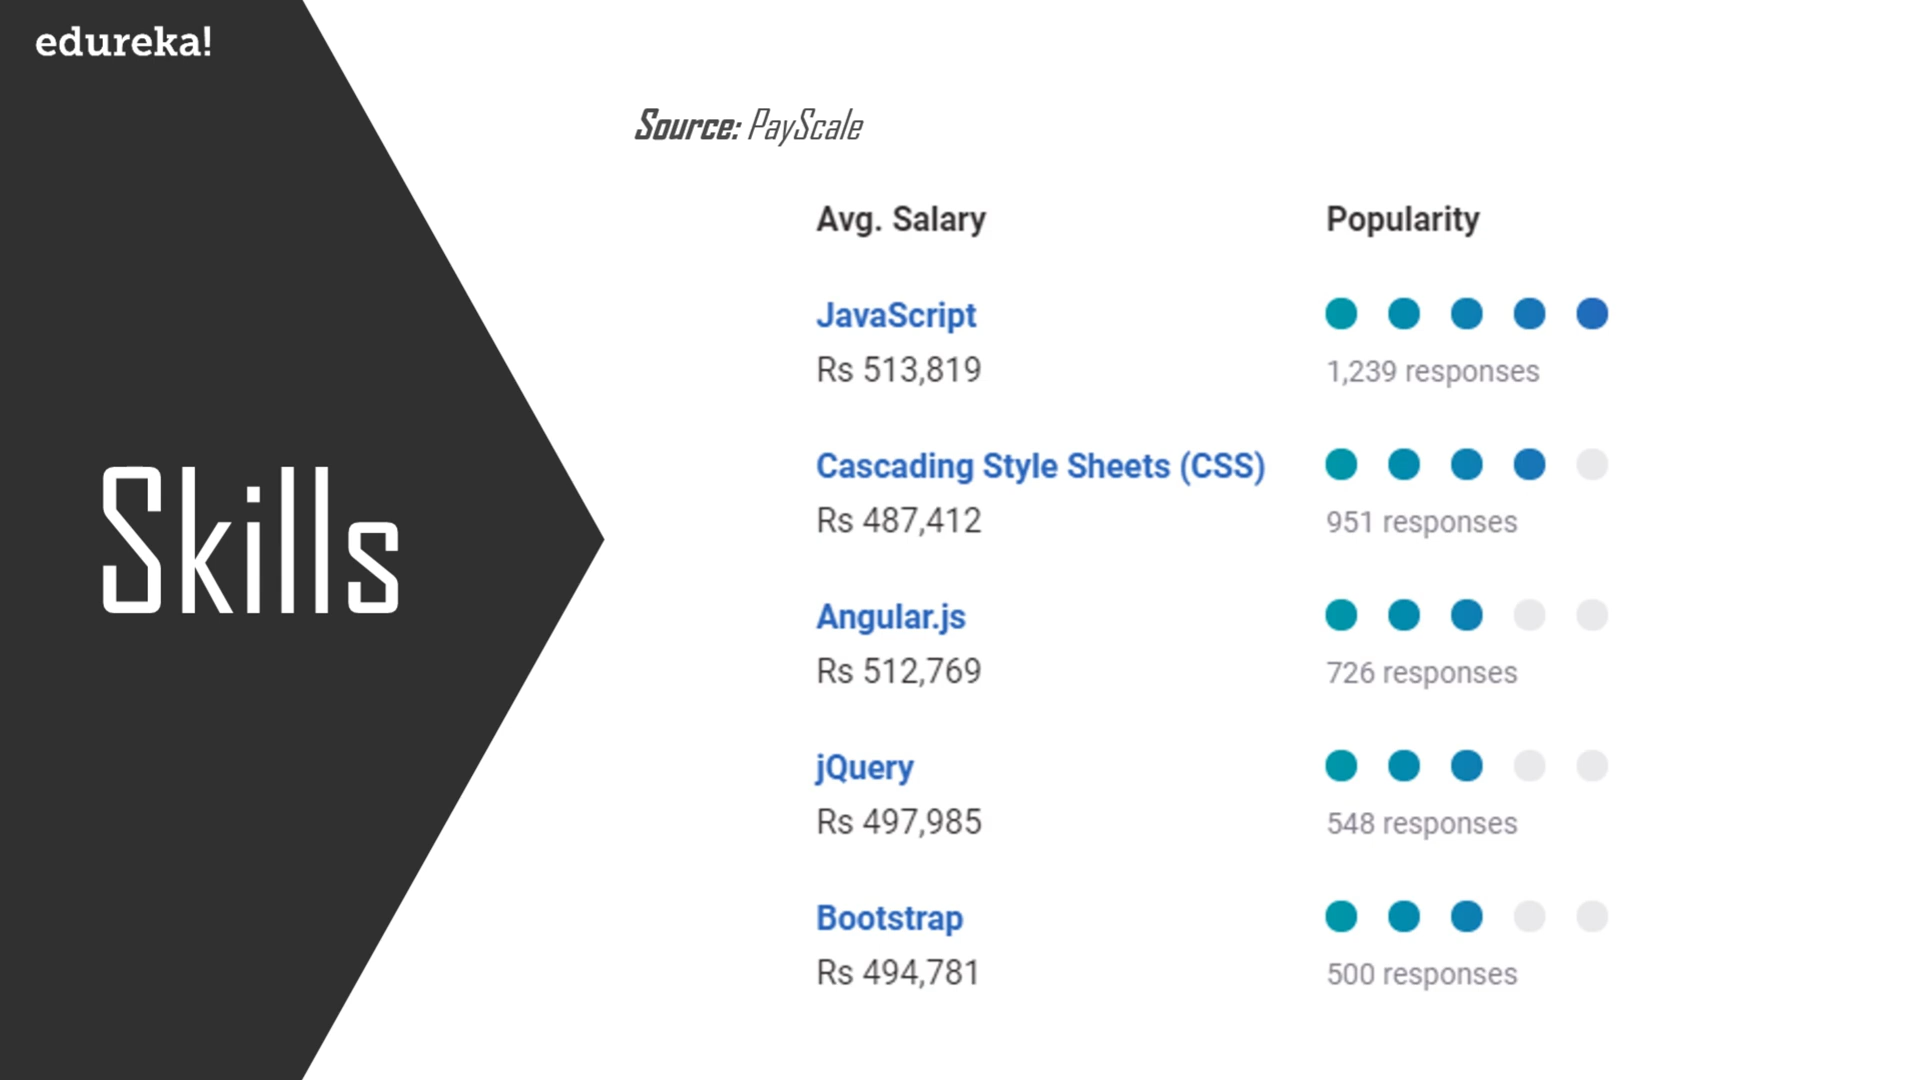 edureka!
Skills
Source: PayScale
Avg. Salary
Popularity
JavaScript
Rs 513,819
1,239 responses
Cascading Style Sheets (CSS)
Rs 487,412
951 responses
Angular.js
Rs 512,769
726 responses
jQuery
Rs 497,985
548 responses
Bootstrap
Rs 494,781
500 responses